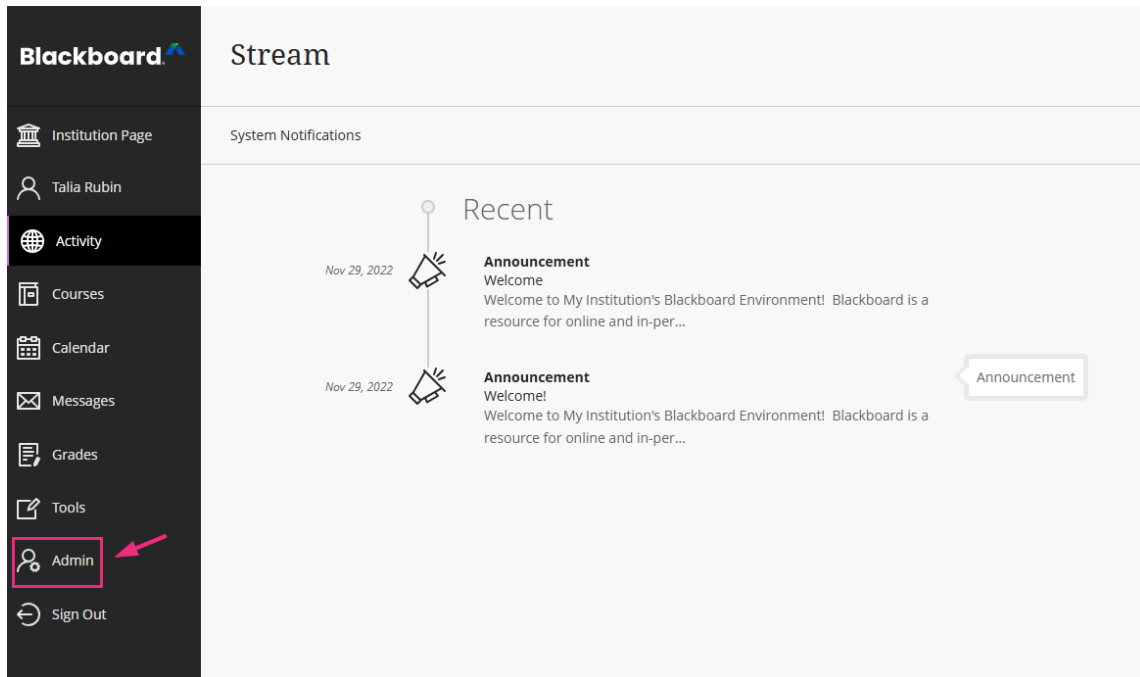 Blackboard.
Institution Page
Talia Rubin
Activity
Courses
Calendar
Messages
Grades
Tools
Admin
Sign Out
Stream
System Notifications
Recent
Nov 29, 2022
Announcement
Welcome
Welcome to My Institution's Blackboard Environment!  Blackboard is a
resource for online and in-per...
Nov 29, 2022
Announcement
Welcome!
Welcome to My Institution's Blackboard Environment!  Blackboard is a
resource for online and in-per...
Announcement